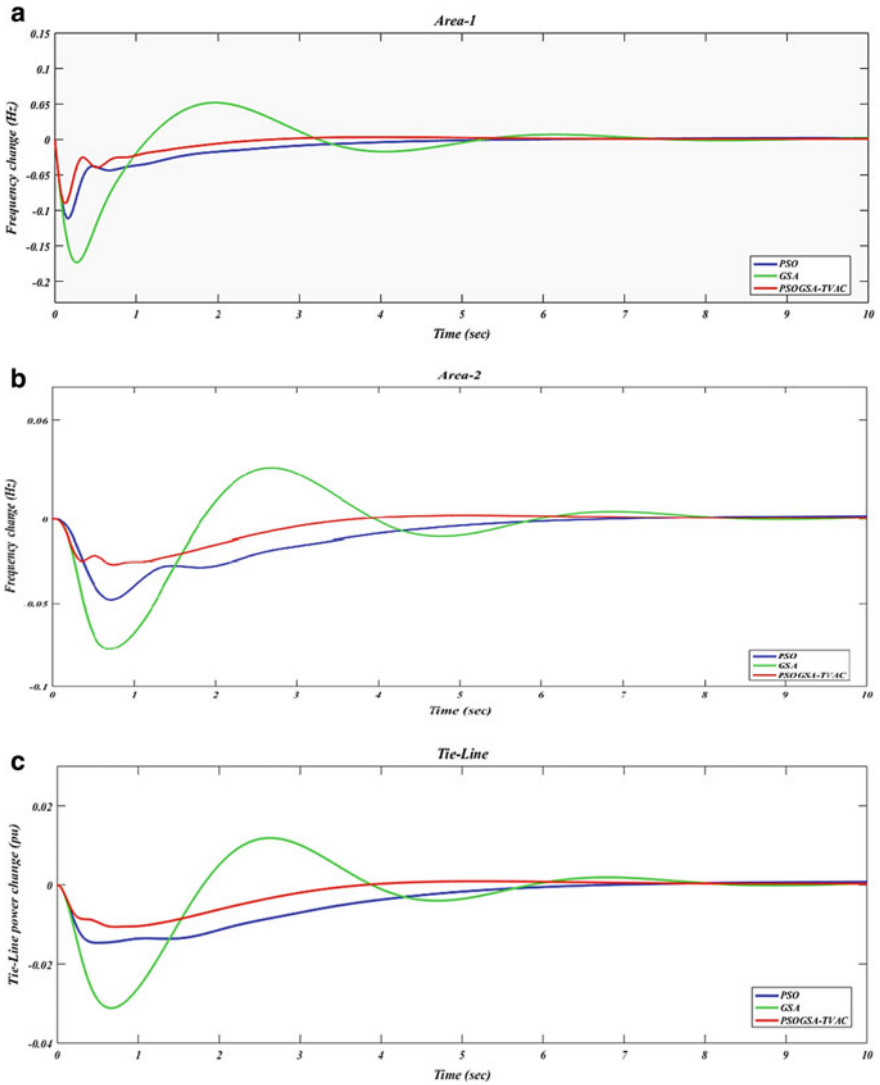 a
Area-1
Frequency change (Hz)
0.15
0.1
0.05
0
-0.05
-0.1
-0.15
-0.2
0 1 2 3 4 5 6 7 8 9 10
Time (sec)
PSO
GSA
PSOGSA-TVAC
b
Area-2
Frequency change (Hz)
0.06
0
-0.05
-0.1
0 1 2 3 4 5 6 7 8 9 10
Time (sec)
PSO
GSA
PSOGSA-TVAC
c
Tie-Line
Tie-Line power change (pu)
0.02
0
-0.02
-0.04
0 1 2 3 4 5 6 7 8 9 10
Time (sec)
PSO
GSA
PSOGSA-TVAC